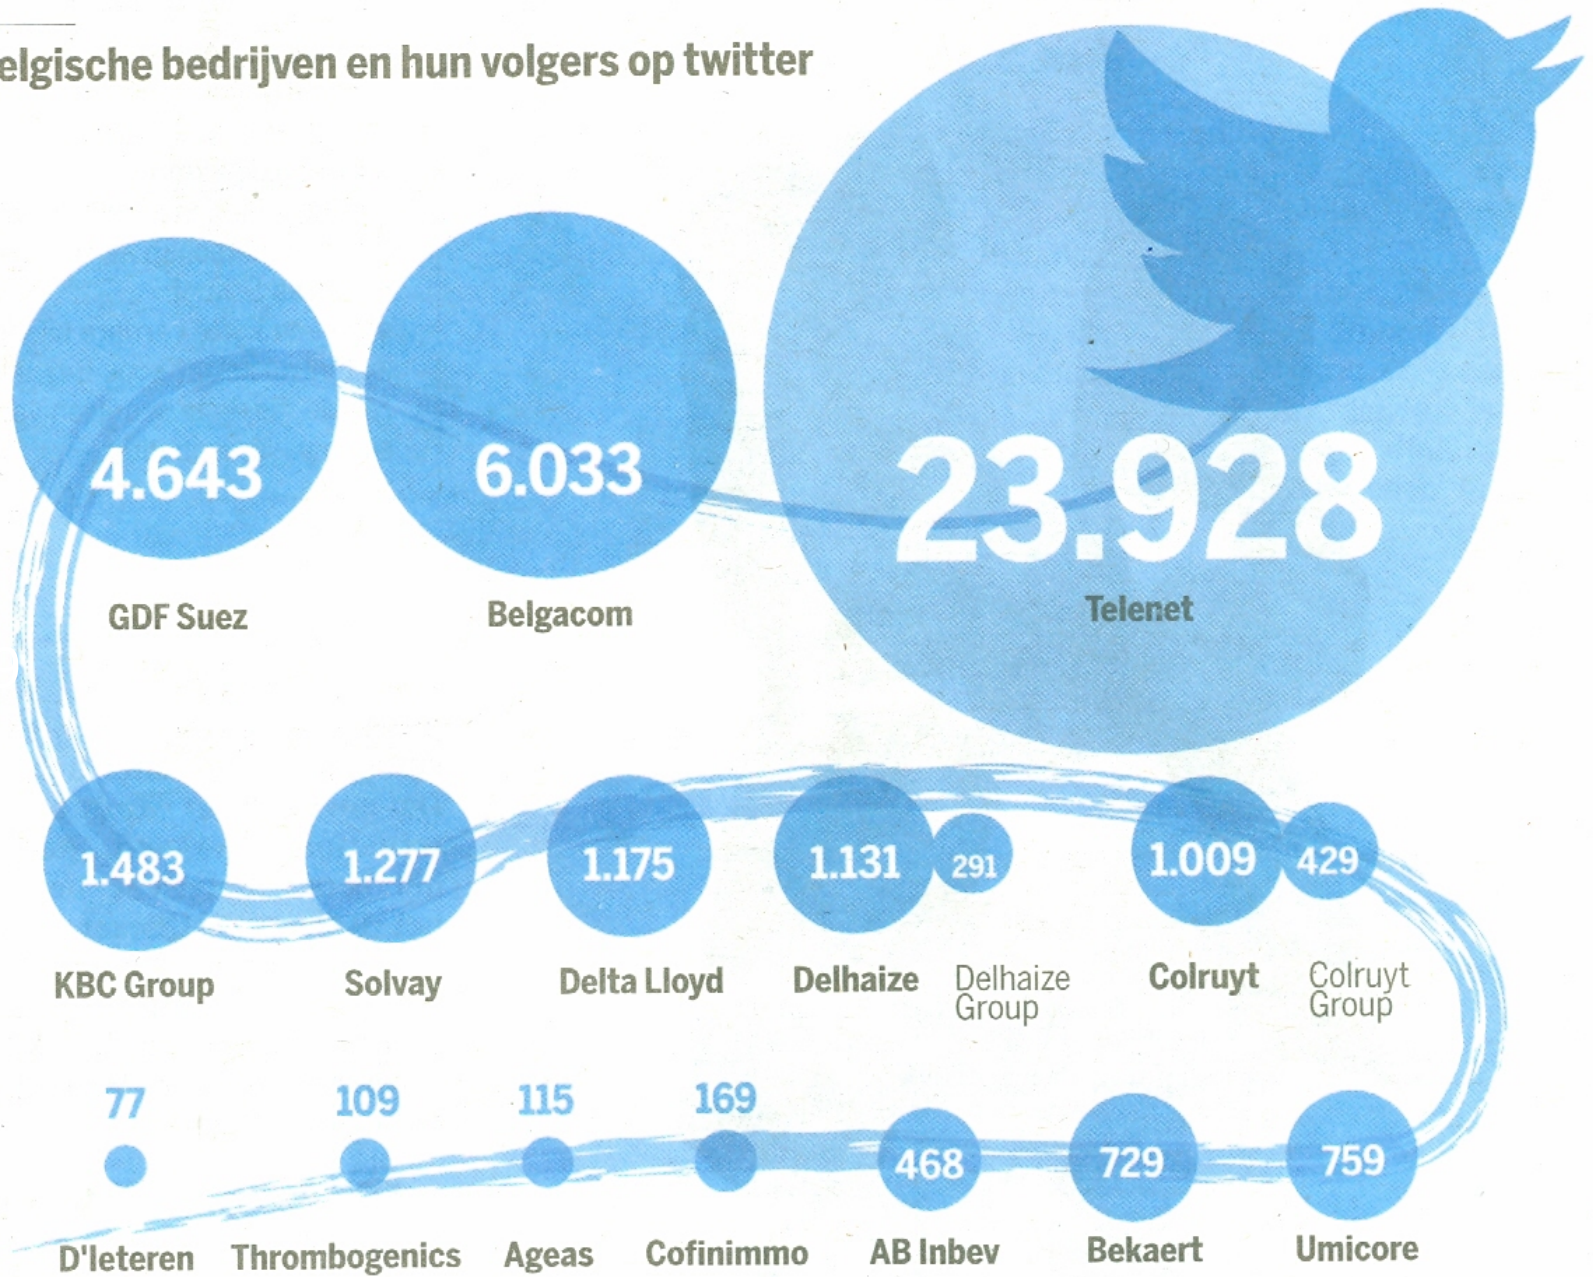 elgische bedrijven en hun volgers op twitter
4.643
6.033
23.928
GDF Suez
Belgacom
Telenet
1.483
1.277
1.175
1.131
291
1.009
429
KBC Group
Solvay
Delta Lloyd
Delhaize
Delhaize
Group
Colruyt
Colruyt
Group
77
109
115
169
468
729
759
D'Ieteren
Thrombogenics
Ageas
Cofinimmo
AB Inbev
Bekaert
Umicore